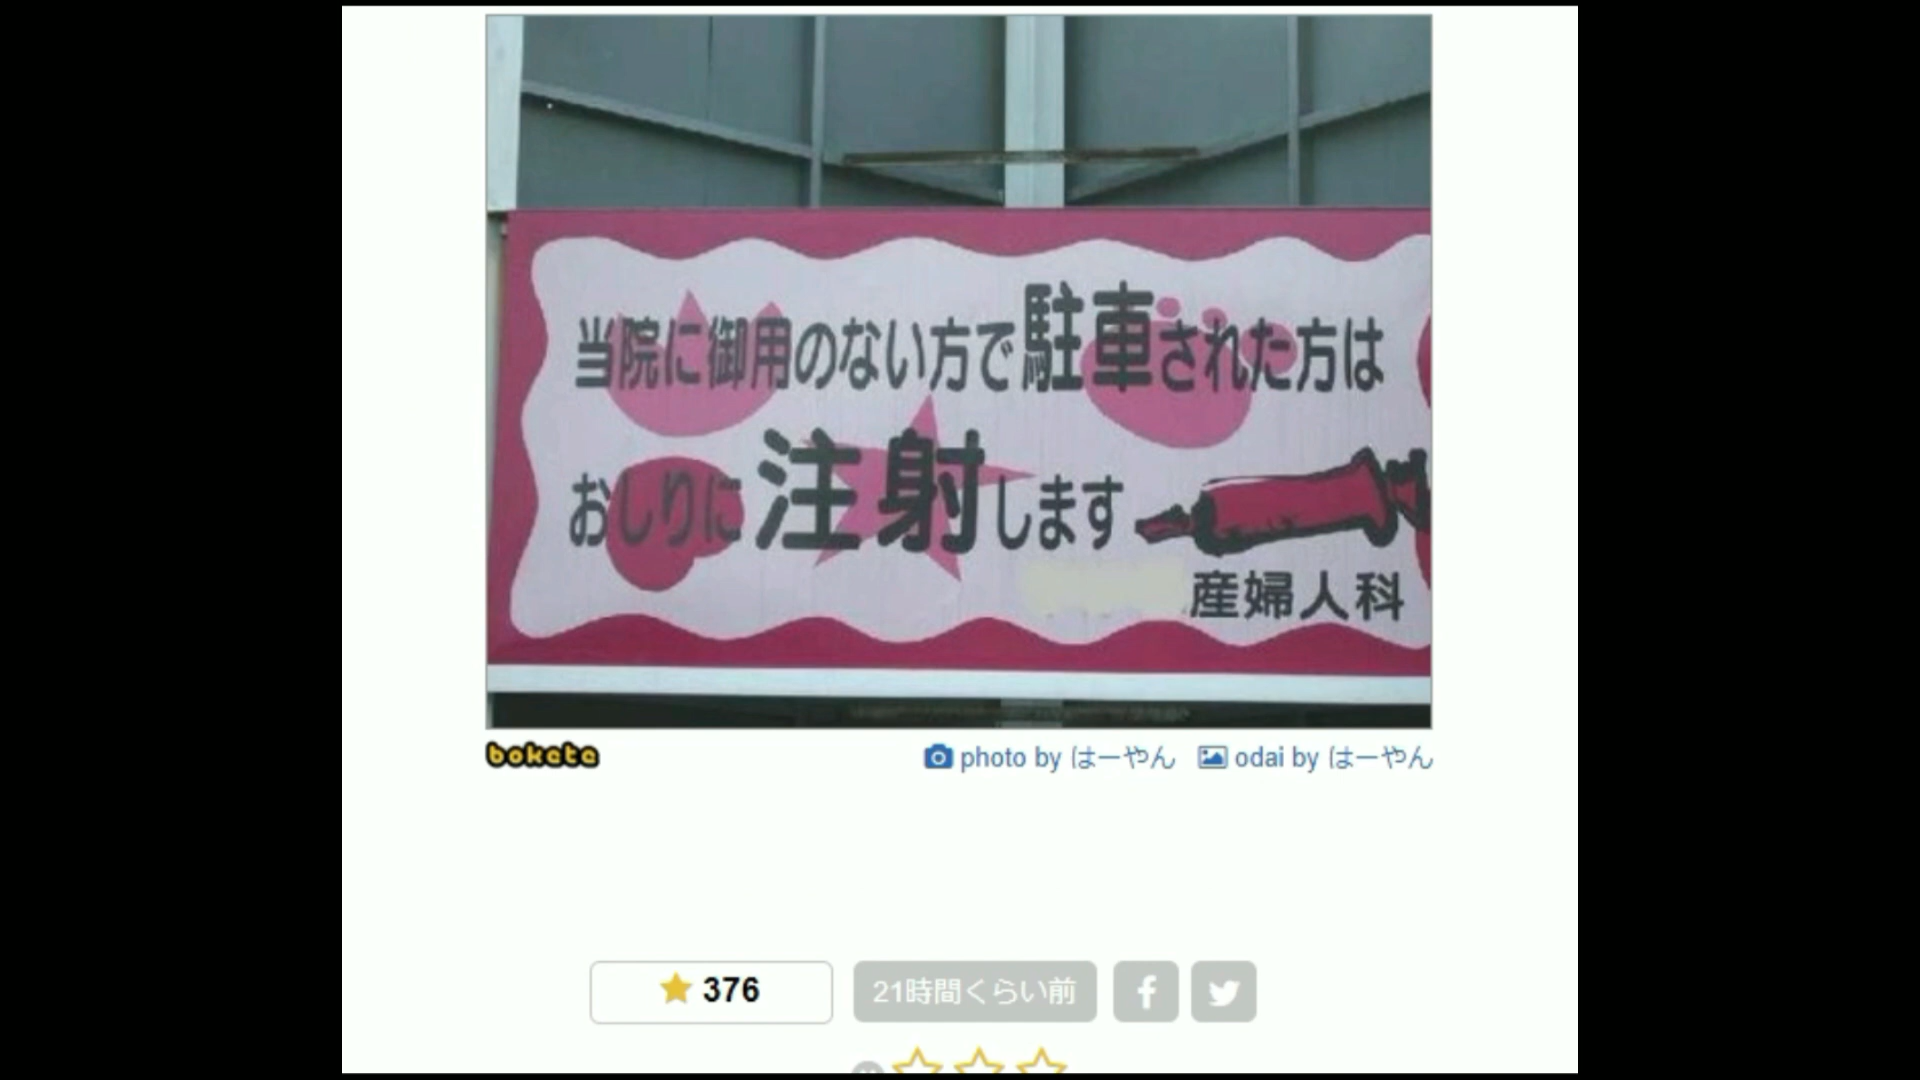 当院に御用のない方で駐車された方は
おしりに注射します
産婦人科
bokete
photo by はーやん odai by はーやん
376 21時間くらい前